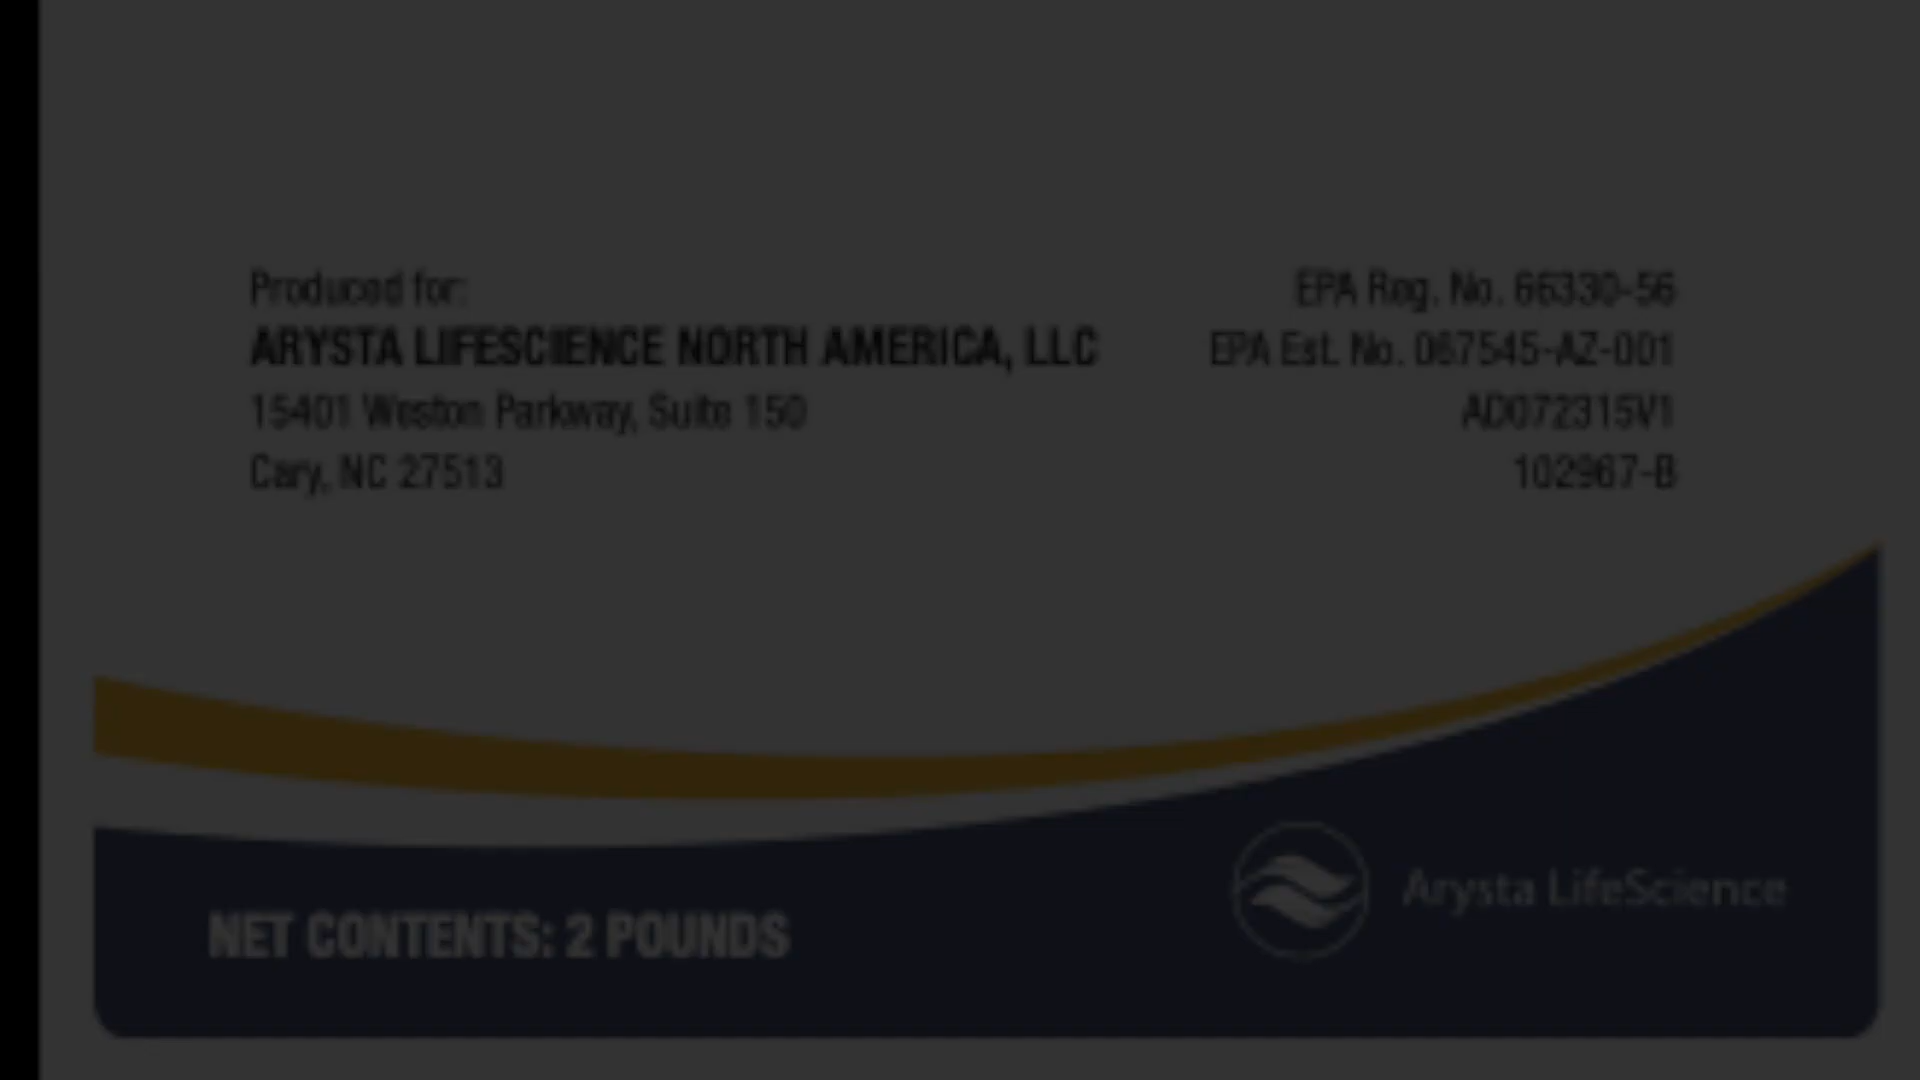 Produced for:
ARYSTA LIFESCIENCE NORTH AMERICA, LLC
15401 Weston Parkway, Suite 150
Cary, NC 27513
EPA Reg. No. 66330-56
EPA Est. No. 067545-AZ-001
AD072315V1
102967-B
NET CONTENTS: 2 POUNDS
Arysta LifeScience